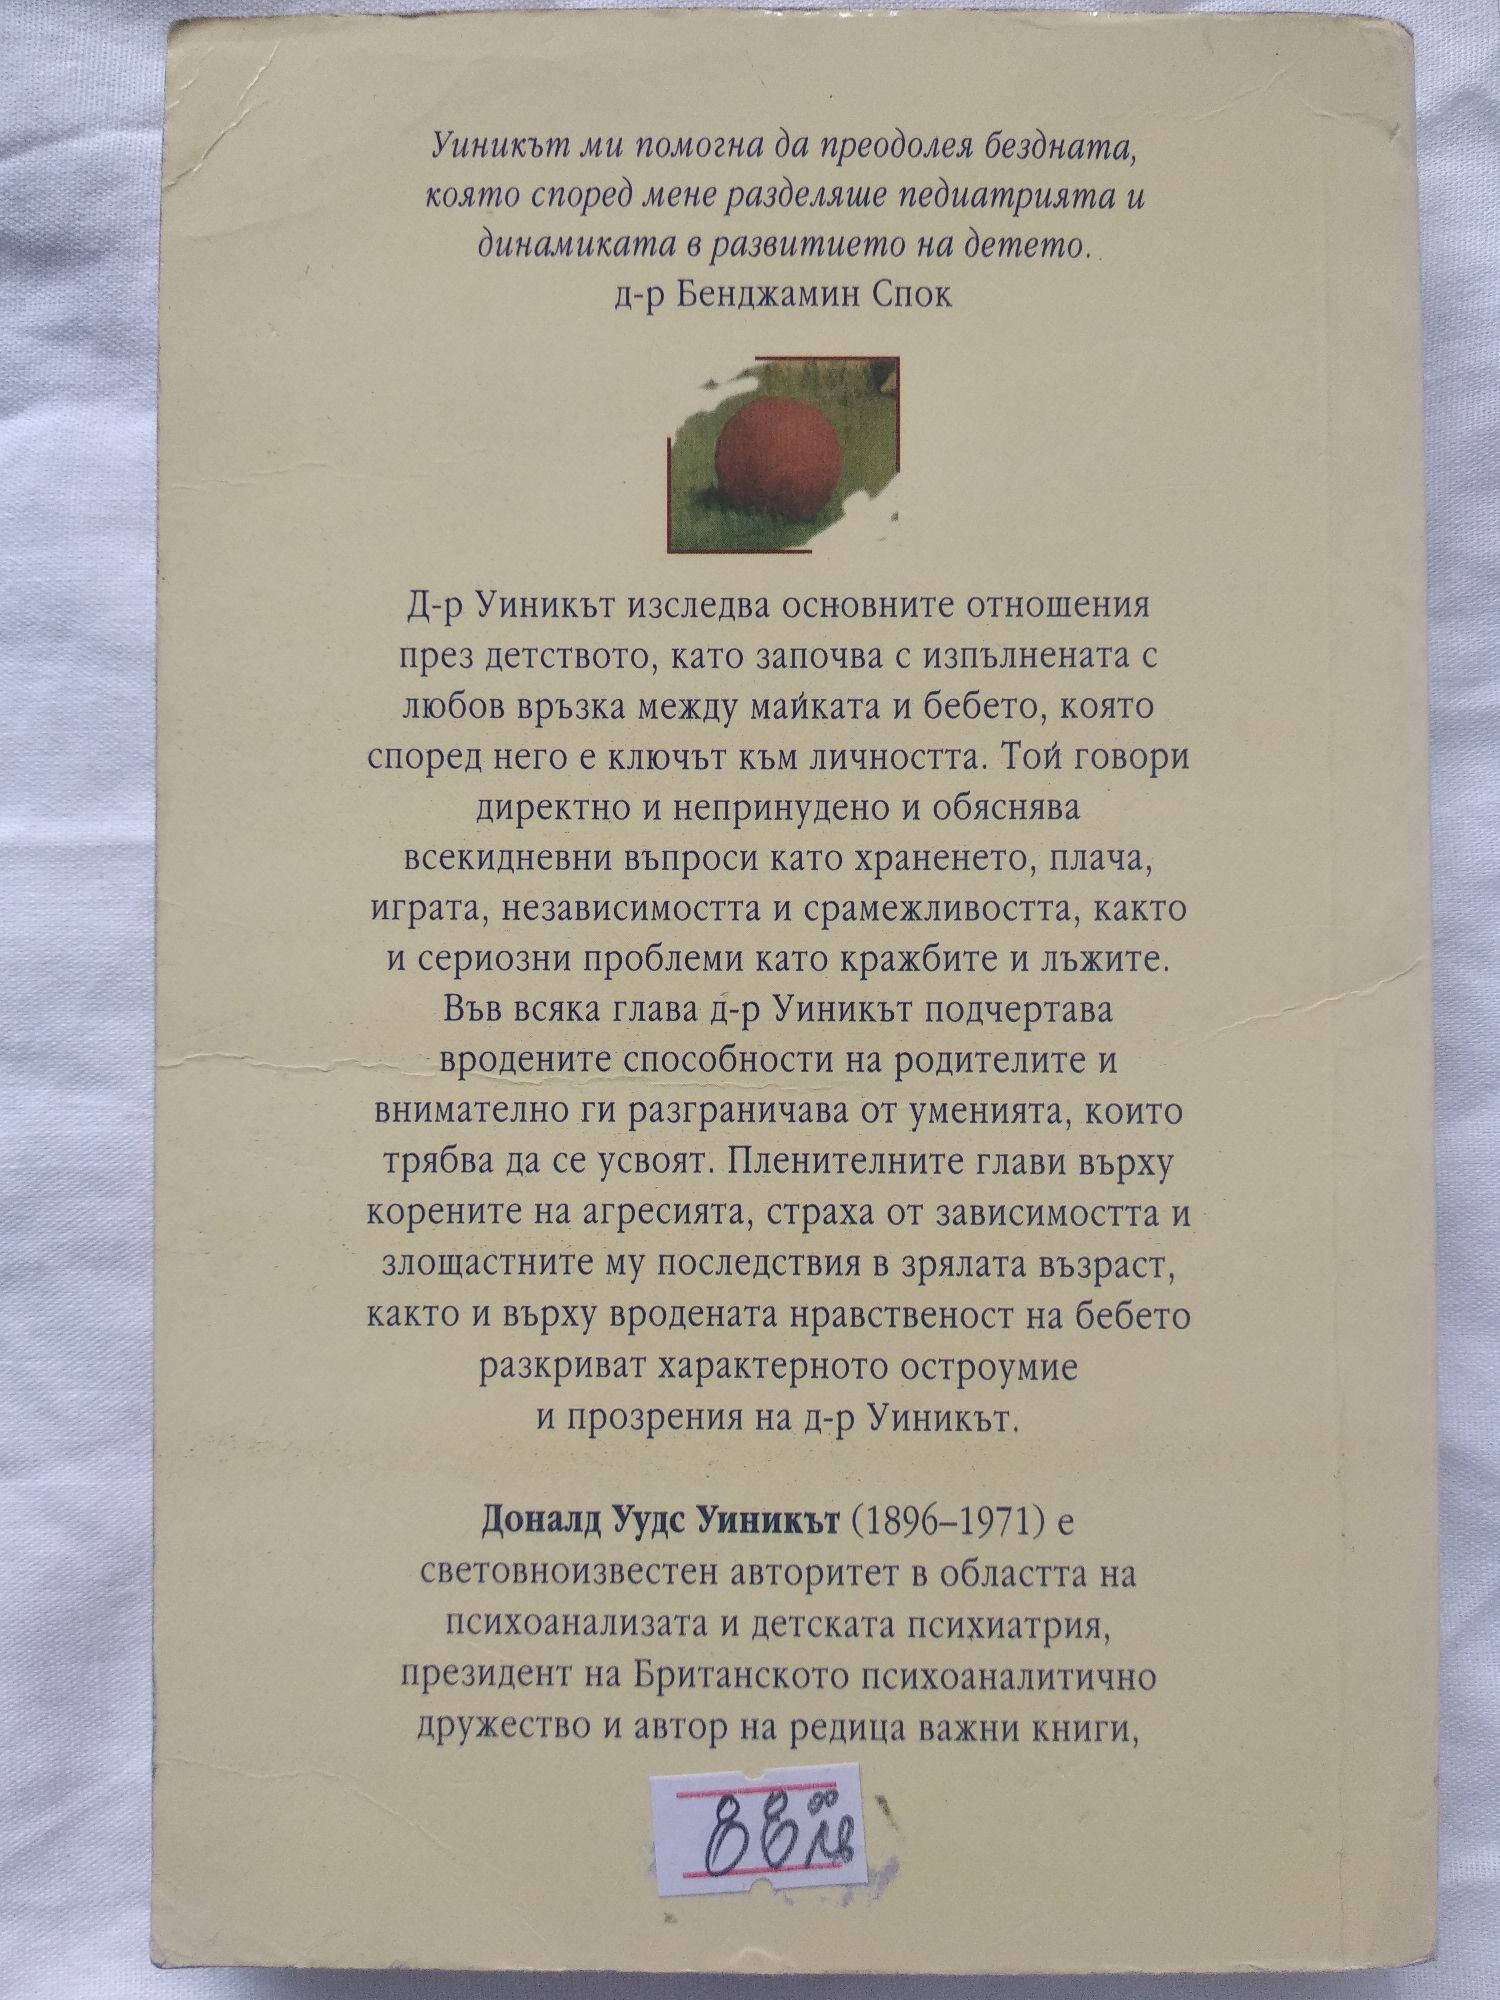 Уиникът ми помогна да преодолея бездната,
която според мене разделяше педиатрията и
динамиката в развитието на детето.
д-р Бенджамин Спок
Д-р Уиникът изследва основните отношения
през детството, като започва с изпълнената с
любов връзка между майката и бебето, която
според него е ключът към личността. Той говори
директно и непринудено и обяснява
всекидневни въпроси като храненето, плача,
играта, независимостта и срамежливостта, както
и сериозни проблеми като кражбите и лъжите.
Във всяка глава д-р Уиникът подчертава
вродените способности на родителите и
внимателно ги разграничава от уменията, които
трябва да се усвоят. Пленителните глави върху
корените на агресията, страха от зависимостта и
злощастните му последствия в зрялата възраст,
както и върху вродената нравственост на бебето
разкриват характерното остроумие
и прозрения на д-р Уиникът.
Доналд Уудс Уиникът (1896–1971) е
световноизвестен авторитет в областта на
психоанализата и детската психиатрия,
президент на Британското психоаналитично
дружество и автор на редица важни книги,
88 00 лв